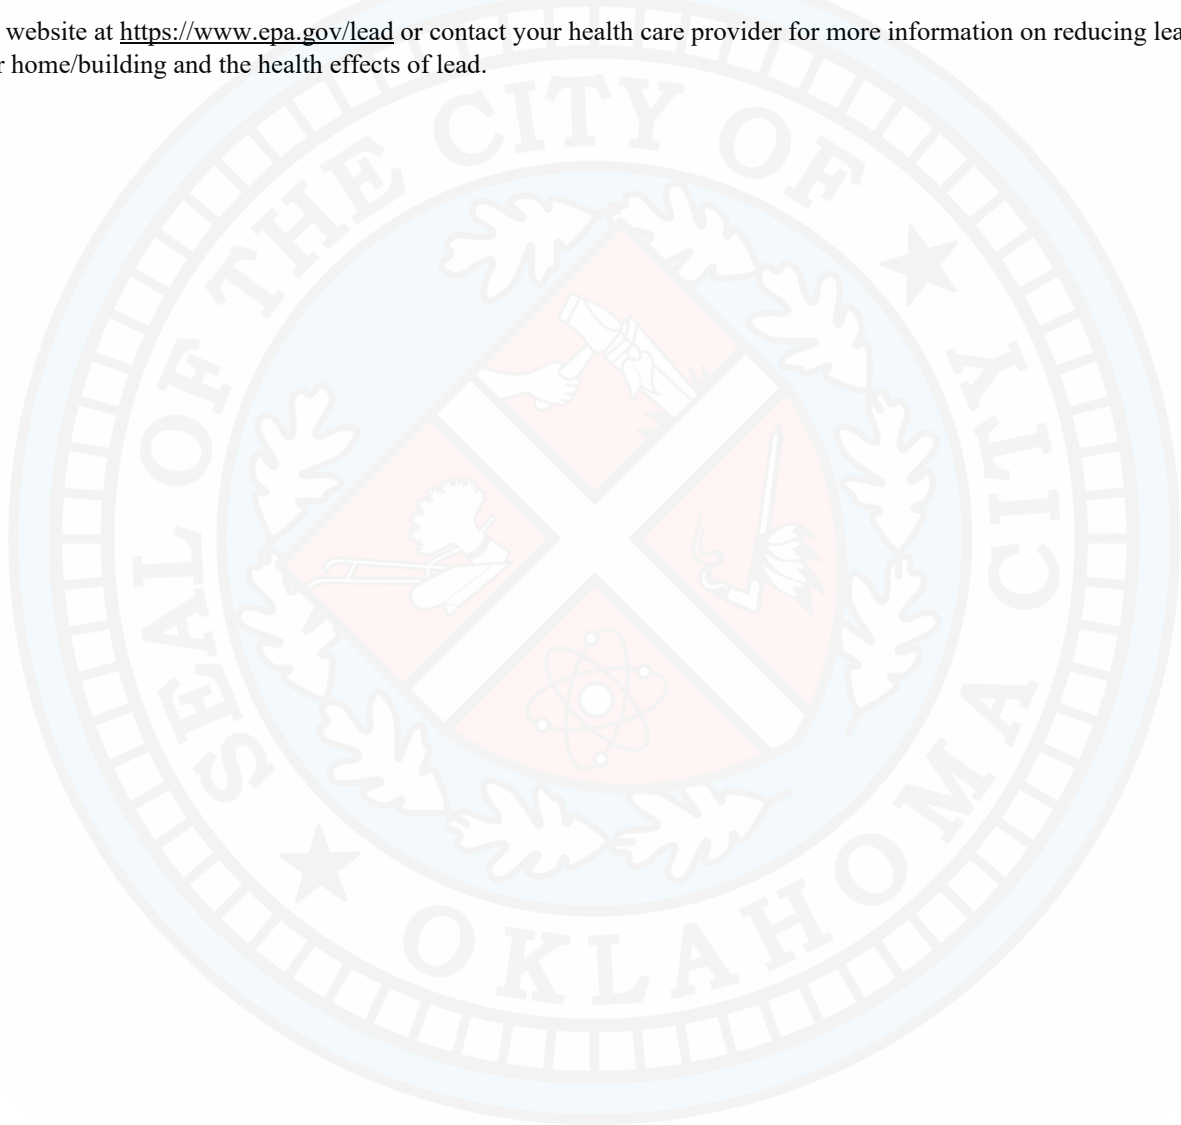 website at https://www.epa.gov/lead or contact your health care provider for more information on reducing
home/building and the health effects of lead.
SEAL OF THE CITY OF
OKLAHOMA CITY